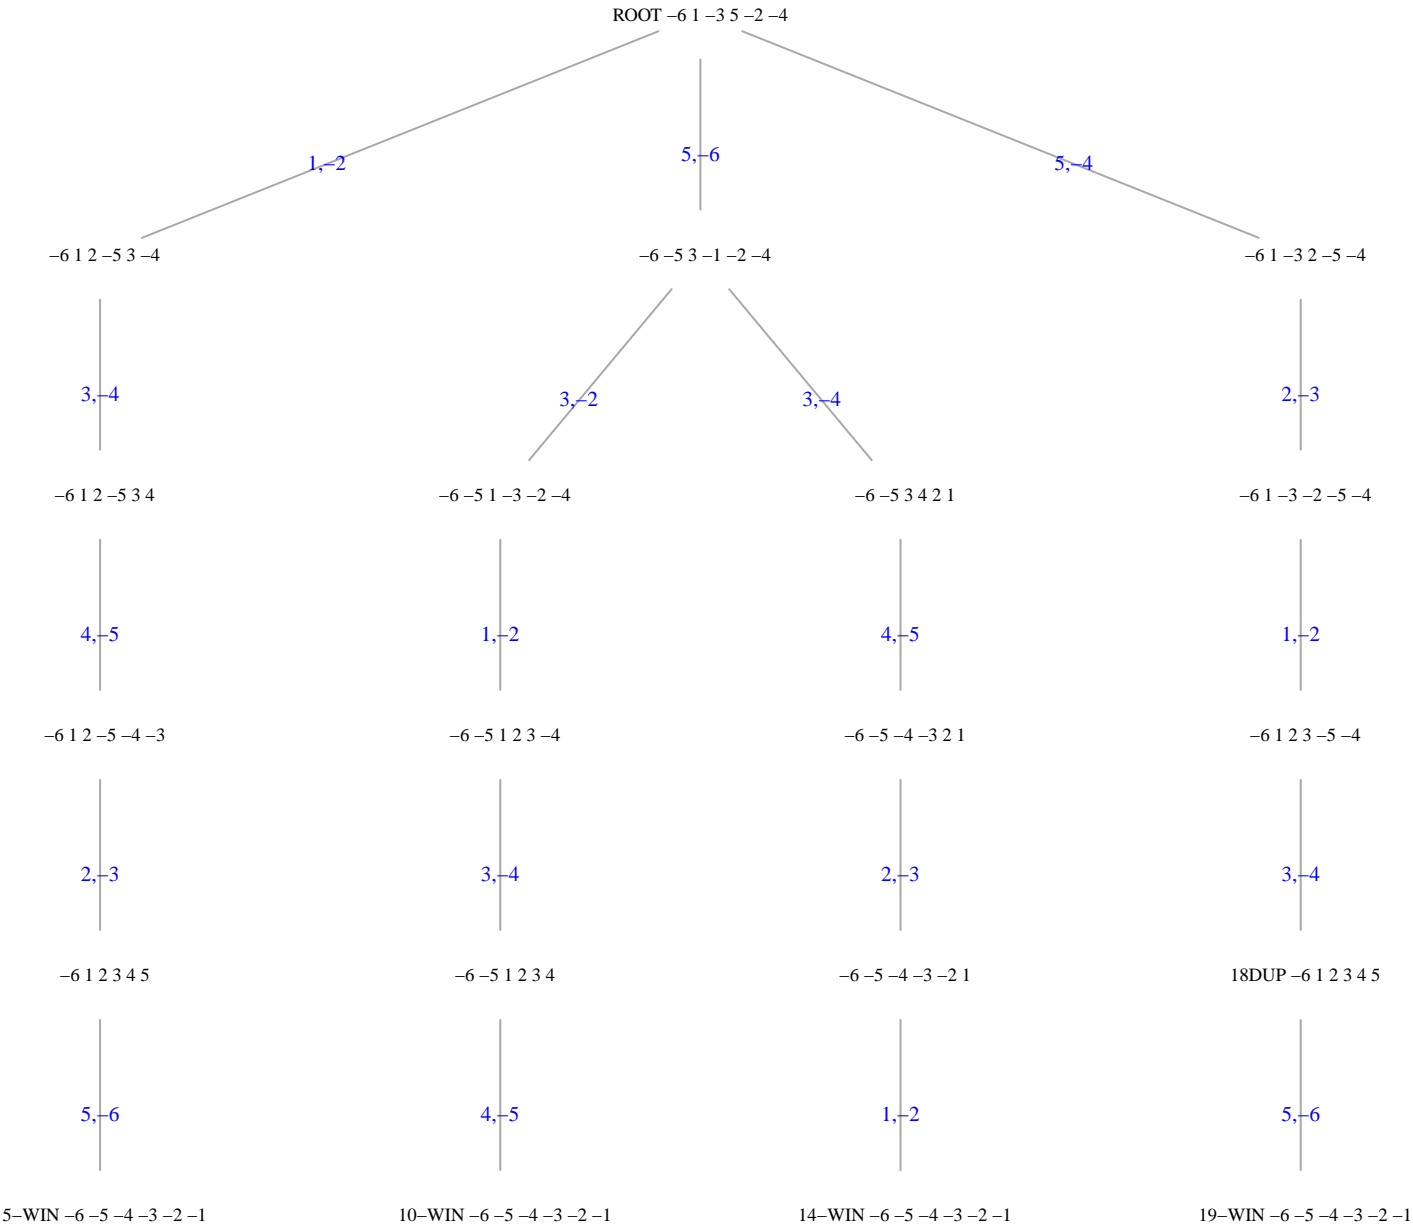 ROOT –6 1 –3 5 –2 –4
1,–2
5,–6
5,–4
–6 1 2 –5 3 –4
–6 –5 3 –1 –2 –4
–6 1 –3 2 –5 –4
3,–4
3,–2
3,–4
2,–3
–6 1 2 –5 3 4
–6 –5 1 –3 –2 –4
–6 –5 3 4 2 1
–6 1 –3 –2 –5 –4
4,–5
1,–2
4,–5
1,–2
–6 1 2 –5 –4 –3
–6 –5 1 2 3 –4
–6 –5 –4 –3 2 1
–6 1 2 3 –5 –4
2,–3
3,–4
2,–3
3,–4
–6 1 2 3 4 5
–6 –5 1 2 3 4
–6 –5 –4 –3 –2 1
18DUP –6 1 2 3 4 5
5,–6
4,–5
1,–2
5,–6
5–WIN –6 –5 –4 –3 –2 –1
10–WIN –6 –5 –4 –3 –2 –1
14–WIN –6 –5 –4 –3 –2 –1
19–WIN –6 –5 –4 –3 –2 –1